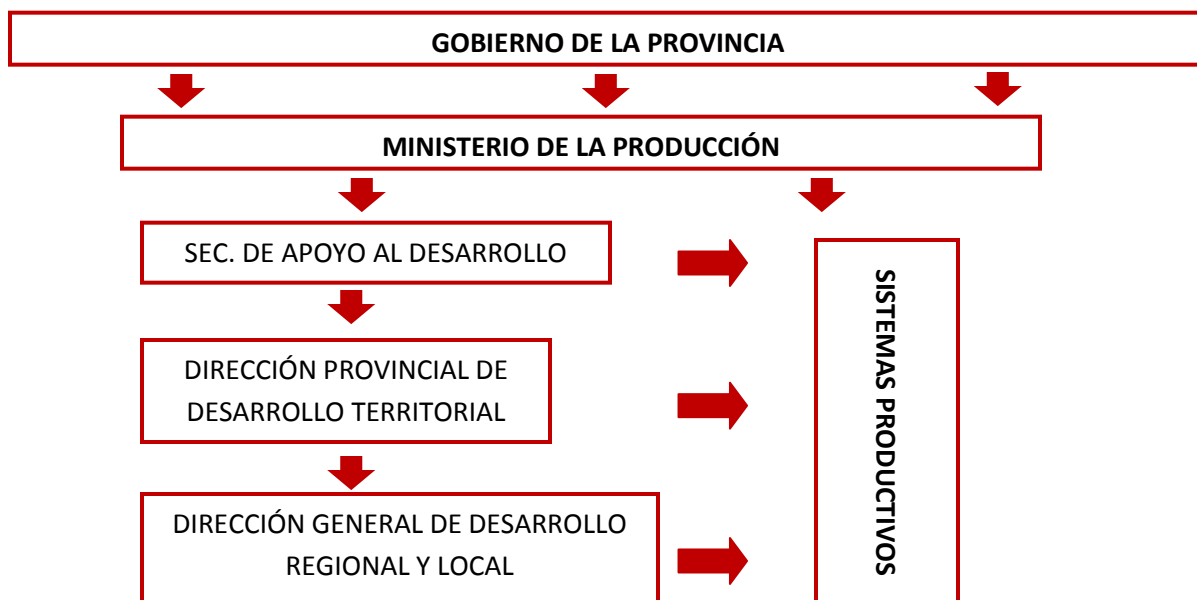 GOBIERNO DE LA PROVINCIA
MINISTERIO DE LA PRODUCCIÓN
SEC. DE APOYO AL DESARROLLO
DIRECCIÓN PROVINCIAL DE
DESARROLLO TERRITORIAL
DIRECCIÓN GENERAL DE DESARROLLO
REGIONAL Y LOCAL
SISTEMAS PRODUCTIVOS